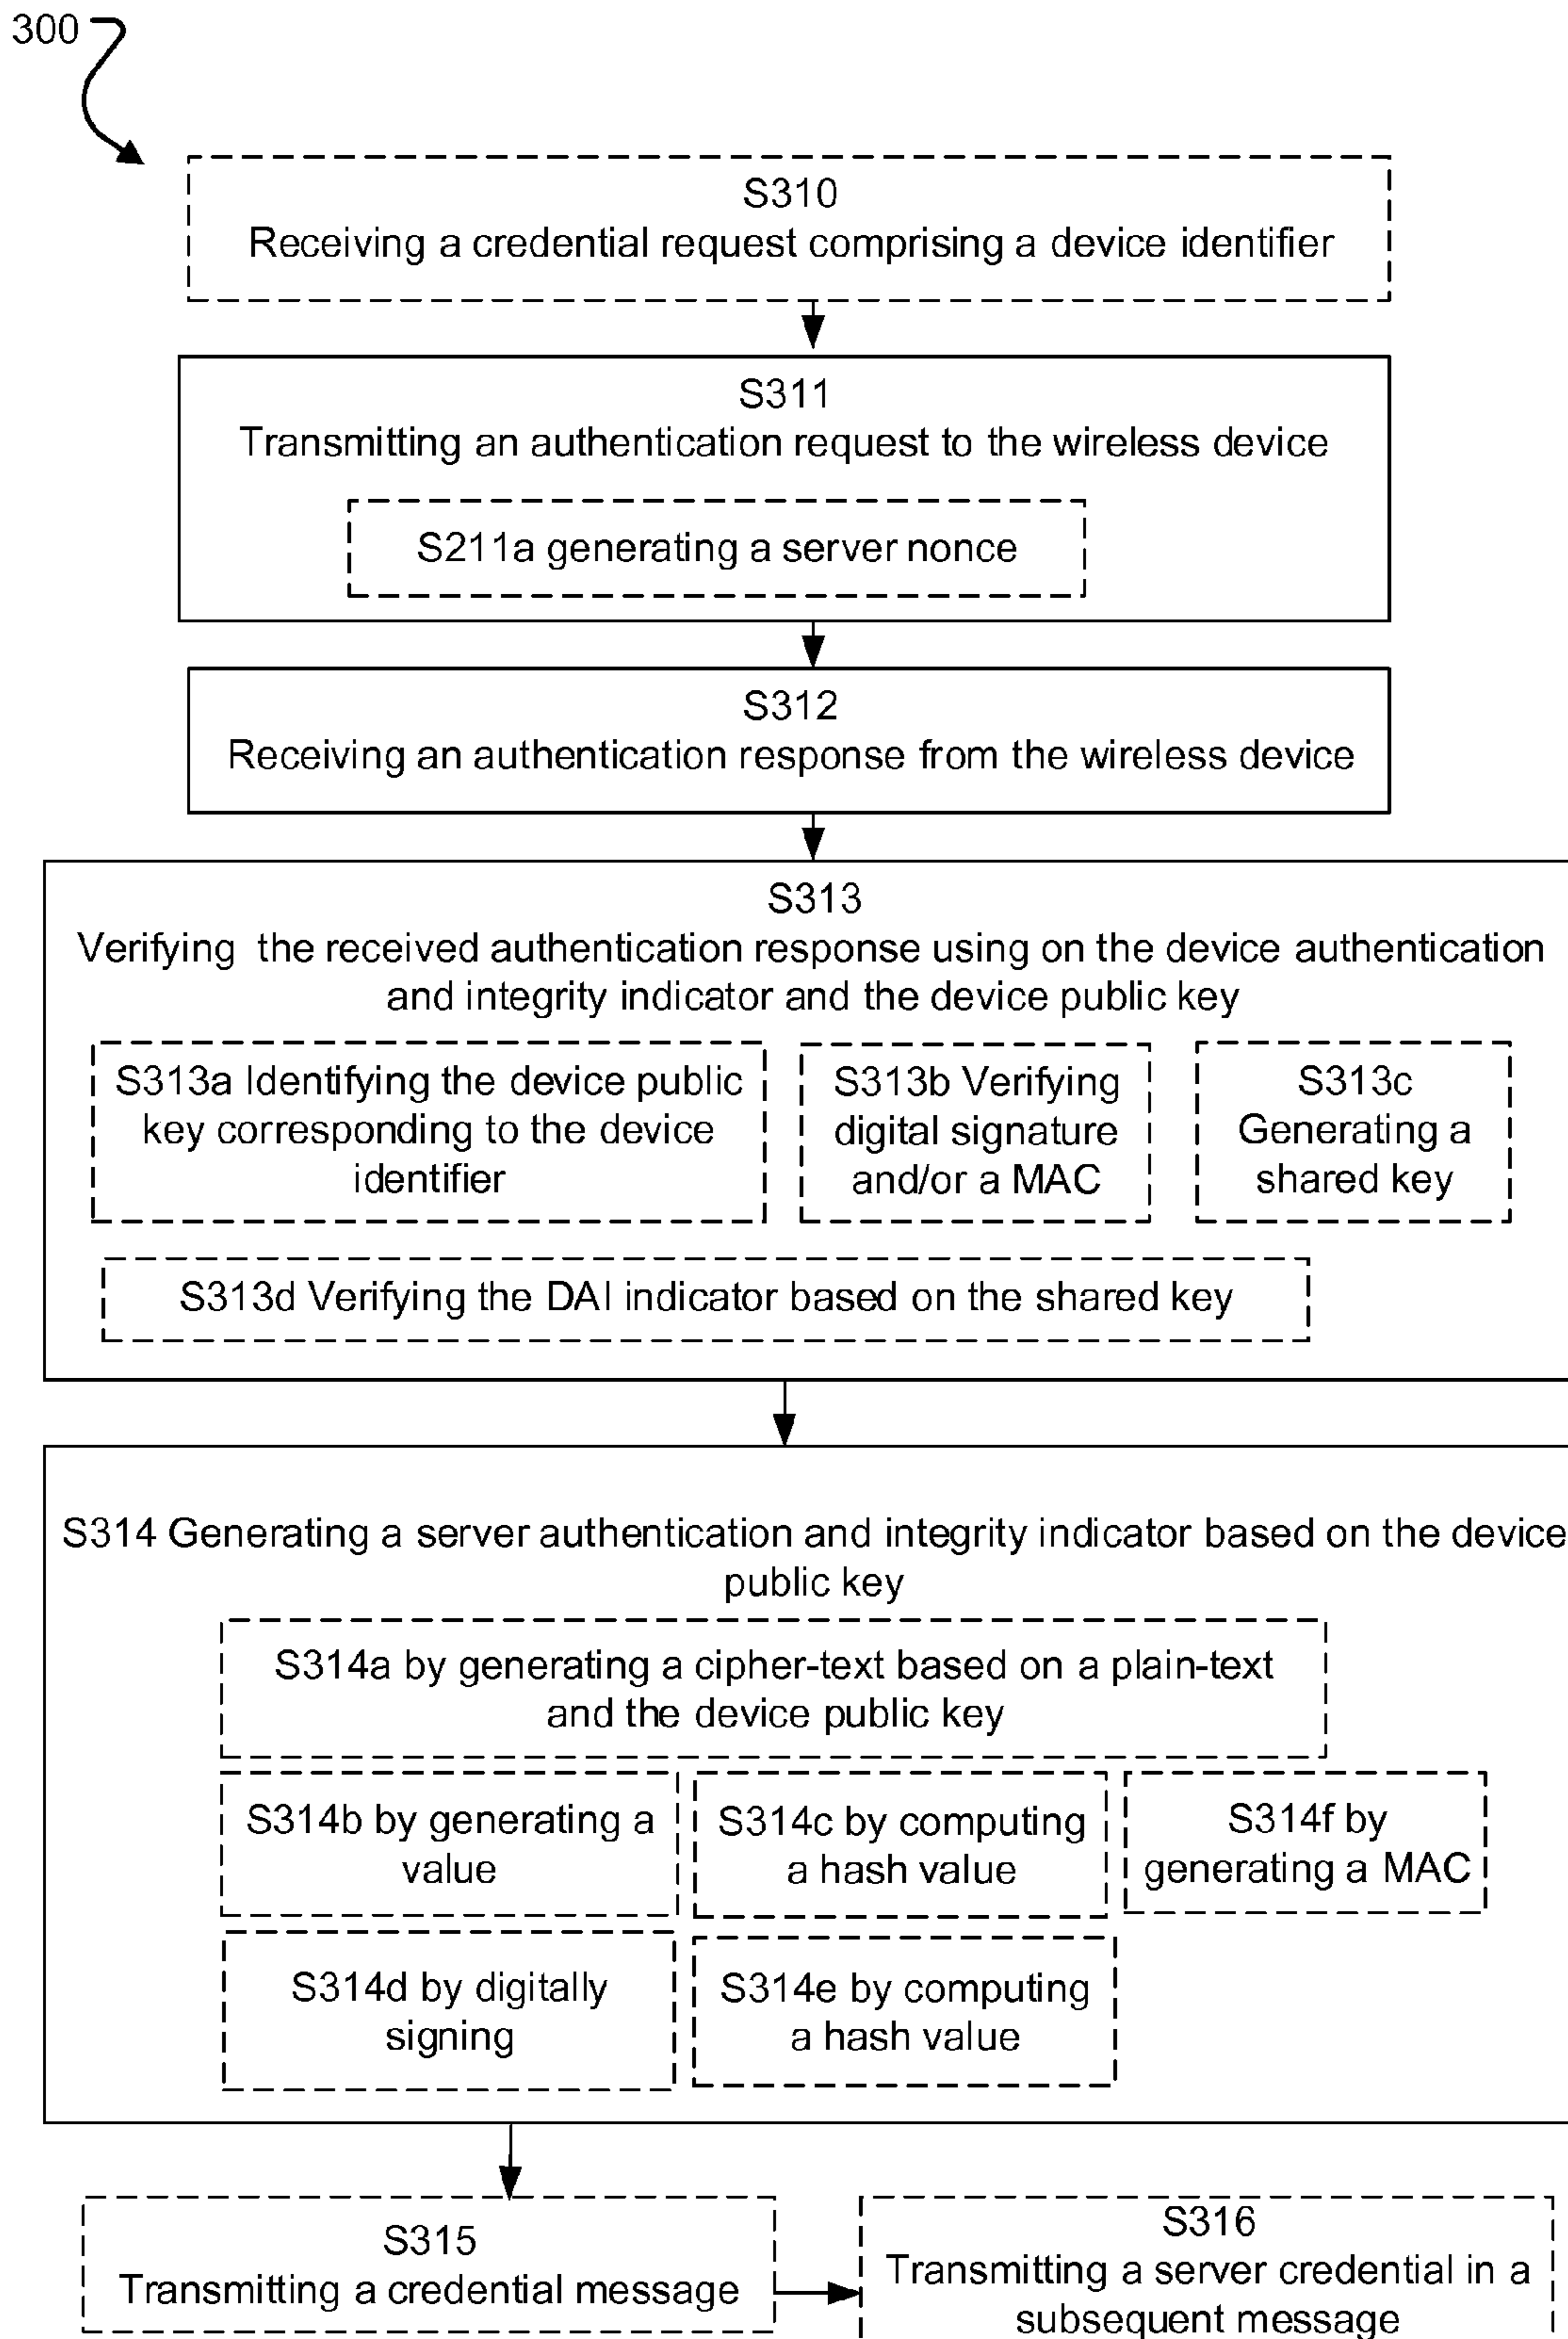 300
S310
Receiving a credential request comprising a device identifier
S311
Transmitting an authentication request to the wireless device
S211a generating a server nonce
S312
Receiving an authentication response from the wireless device
S313
Verifying the received authentication response using on the device authentication
and integrity indicator and the device public key
S313a Identifying the device public
key corresponding to the device
identifier
S313b Verifying
digital signature
and/or a MAC
S313c
Generating a
shared key
S313d Verifying the DAI indicator based on the shared key
S314 Generating a server authentication and integrity indicator based on the device
public key
S314a by generating a cipher-text based on a plain-text
and the device public key
S314b by generating a
value
S314c by computing
a hash value
S314f by
generating a MAC
S314d by digitally
signing
S314e by computing
a hash value
S315
Transmitting a credential message
S316
Transmitting a server credential in a
subsequent message